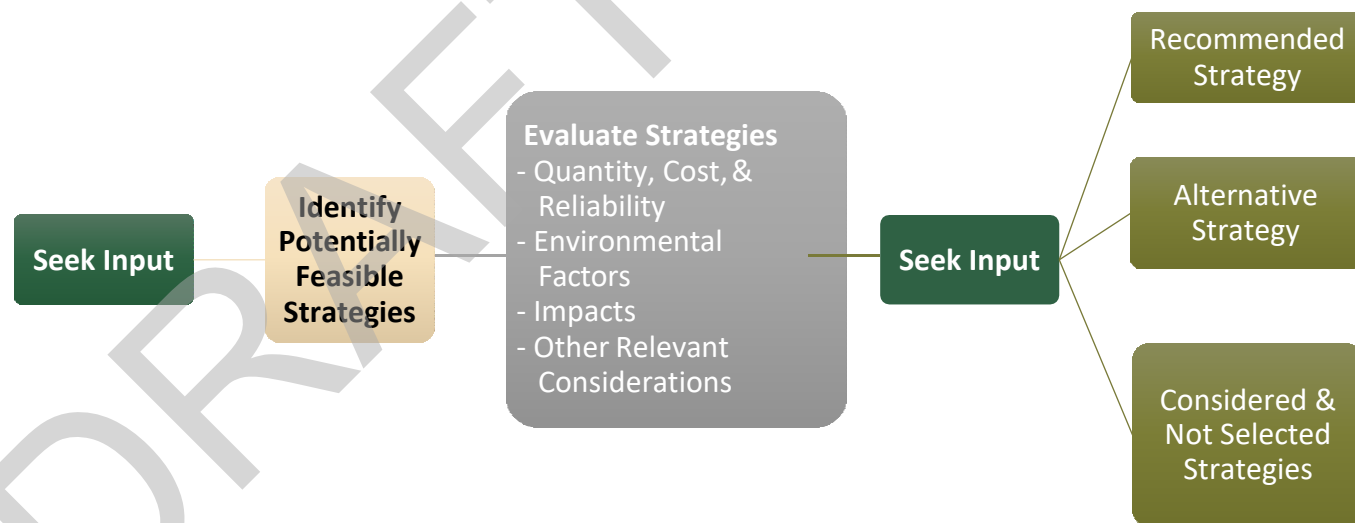 Seek Input
Identify
Potentially
Feasible
Strategies
Evaluate Strategies
- Quantity, Cost, &
Reliability
- Environmental
Factors
- Impacts
- Other Relevant
Considerations
Seek Input
Recommended
Strategy
Alternative
Strategy
Considered &
Not Selected
Strategies
DRAFT